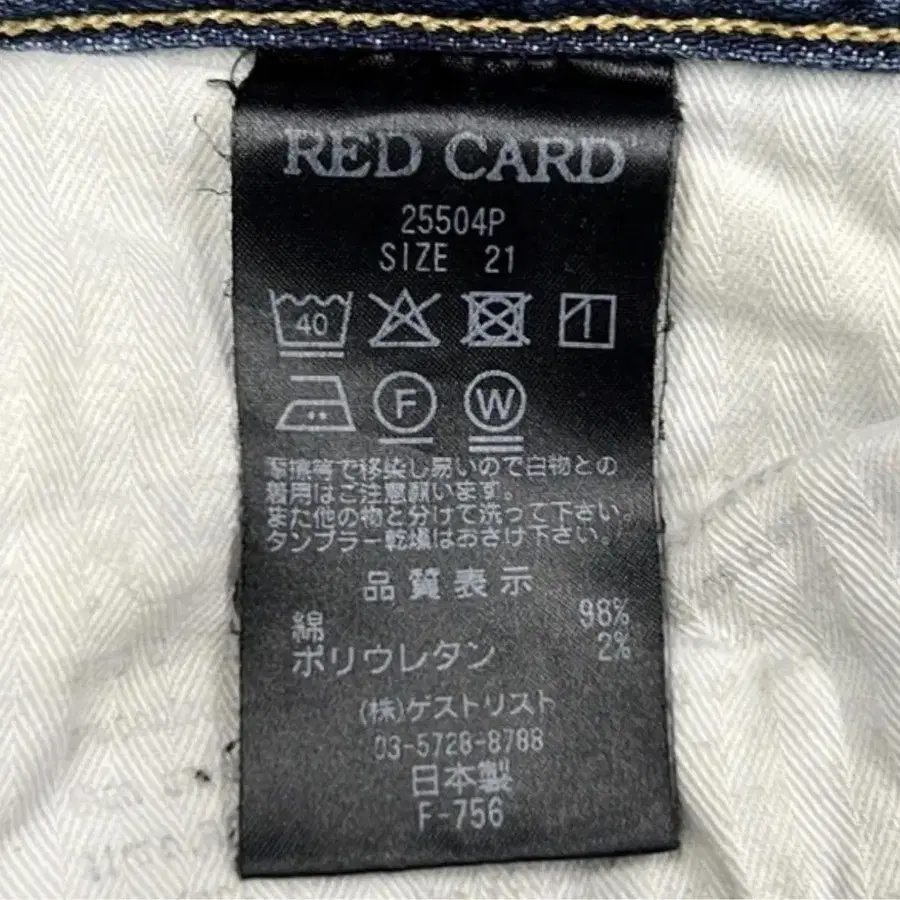 RED CARD
25504P
SIZE 21
40
F W
摩擦等で移染し易いので白物との
着用はご注意願います。
また他の物と分けて洗って下さい。
タンブラー乾燥はおさけ下さい。
品質表示
綿 98%
ポリウレタン 2%
(株)ゲストリスト
03-5728-8788
日本製
F-756